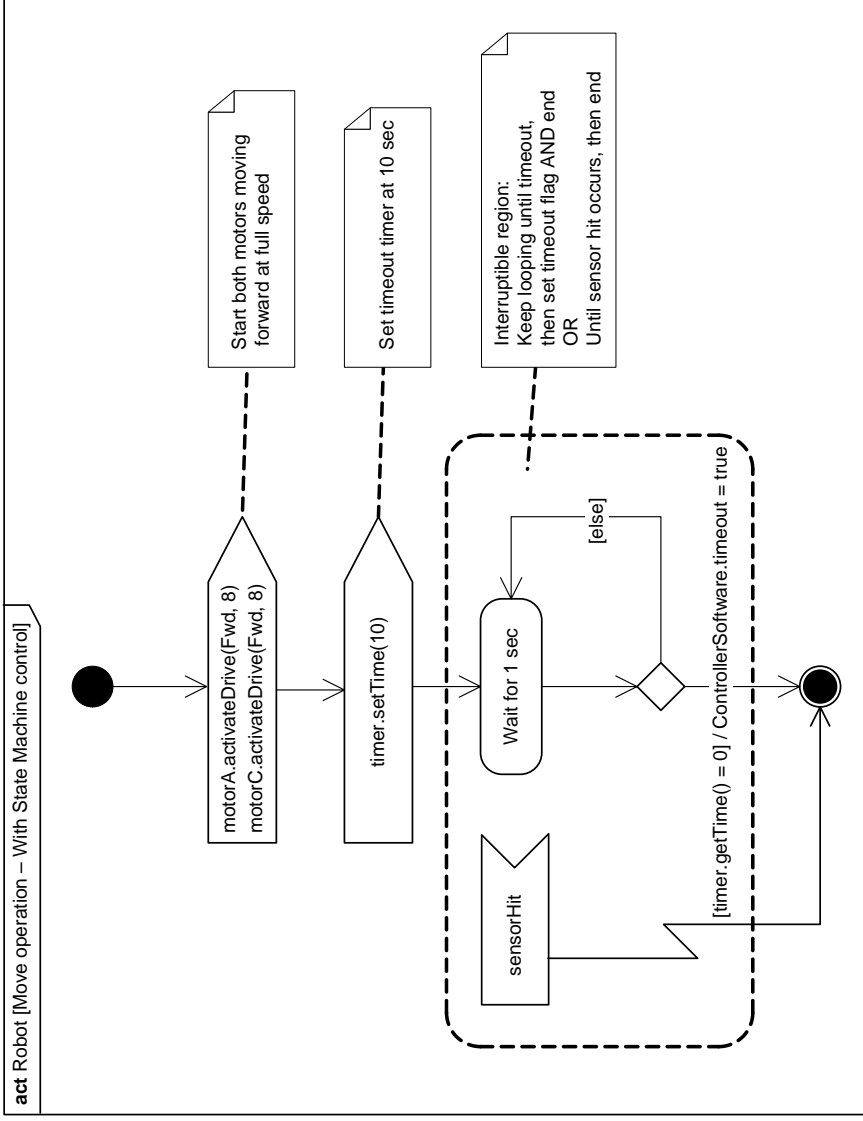 act Robot [Move operation – With State Machine control]
motorA.activateDrive(Fwd, 8)
motorC.activateDrive(Fwd, 8)
Start both motors moving
forward at full speed
timer.setTime(10)
Set timeout timer at 10 sec
sensorHit
Wait for 1 sec
[else]
Interruptible region:
Keep looping until timeout,
then set timeout flag AND end
OR
Until sensor hit occurs, then end
[timer.getTime() = 0] / ControllerSoftware.timeout = true